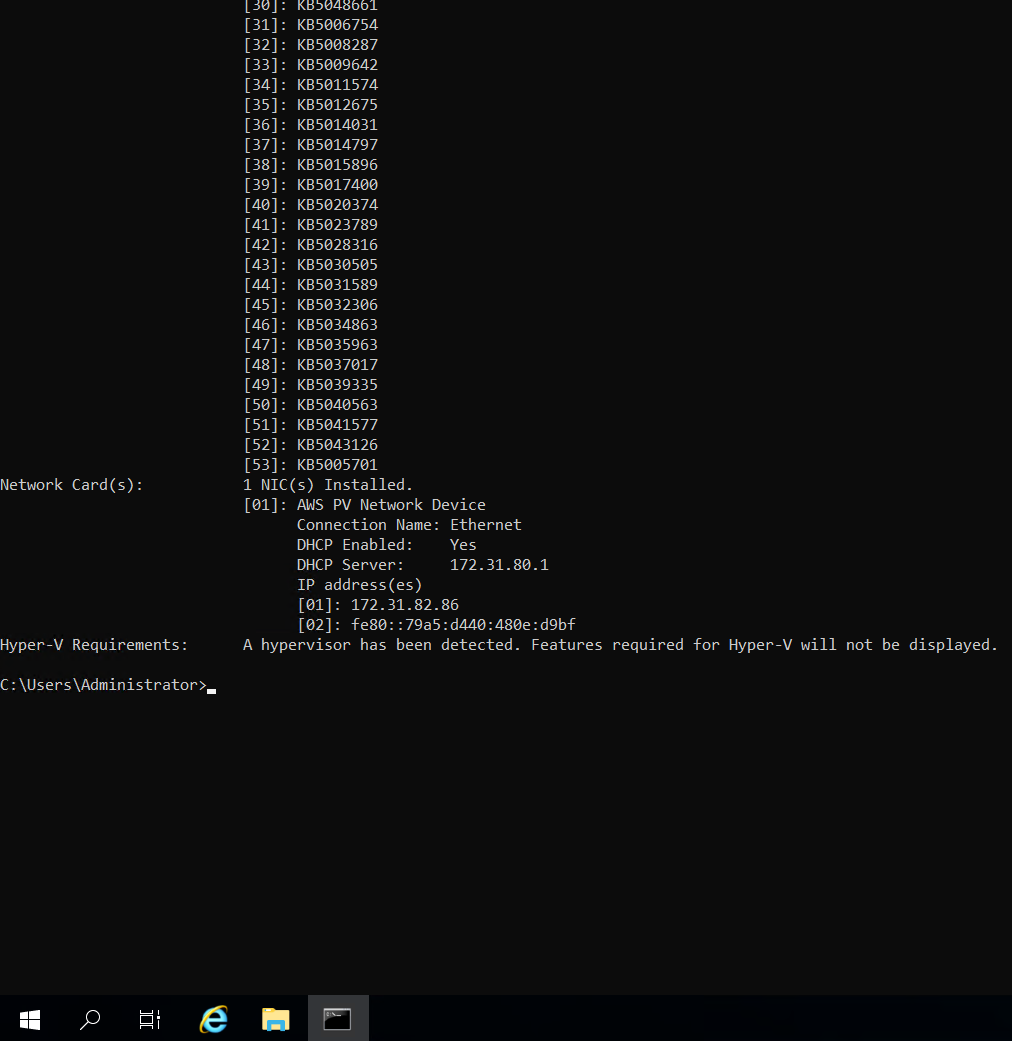 [30]: KB5048661
[31]: KB5006754
[32]: KB5008287
[33]: KB5009642
[34]: KB5011574
[35]: KB5012675
[36]: KB5014031
[37]: KB5014797
[38]: KB5015896
[39]: KB5017400
[40]: KB5020374
[41]: KB5023789
[42]: KB5028316
[43]: KB5030505
[44]: KB5031589
[45]: KB5032306
[46]: KB5034863
[47]: KB5035963
[48]: KB5037017
[49]: KB5039335
[50]: KB5040563
[51]: KB5041577
[52]: KB5043126
[53]: KB5005701
Network Card(s): 1 NIC(s) Installed.
[01]: AWS PV Network Device
Connection Name: Ethernet
DHCP Enabled: Yes
DHCP Server: 172.31.80.1
IP address(es)
[01]: 172.31.82.86
[02]: fe80::79a5:d440:480e:d9bf
Hyper-V Requirements: A hypervisor has been detected. Features required for Hyper-V will not be displayed.
C:\Users\Administrator>